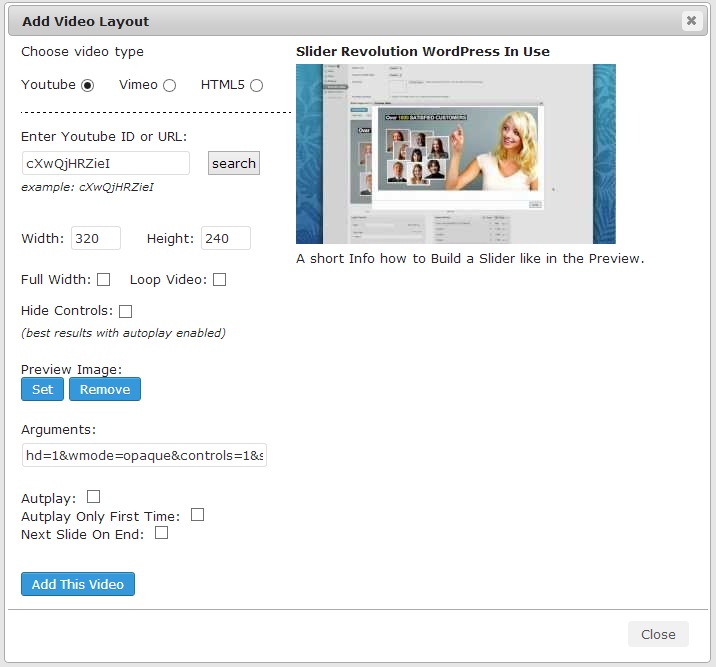 Add Video Layout
Choose video type
Youtube Vimeo HTML5
Enter Youtube ID or URL:
cXwQjHRZieI search
example: cXwQjHRZieI
Width: 320 Height: 240
Full Width: Loop Video:
Hide Controls:
(best results with autoplay enabled)
Preview Image:
Set Remove
Arguments:
hd=1&wmode=opaque&controls=1&s
Autplay:
Autplay Only First Time:
Next Slide On End:
Add This Video
Slider Revolution WordPress In Use
Over 1600 SATISFIED CUSTOMERS
A short Info how to Build a Slider like in the Preview.
Close